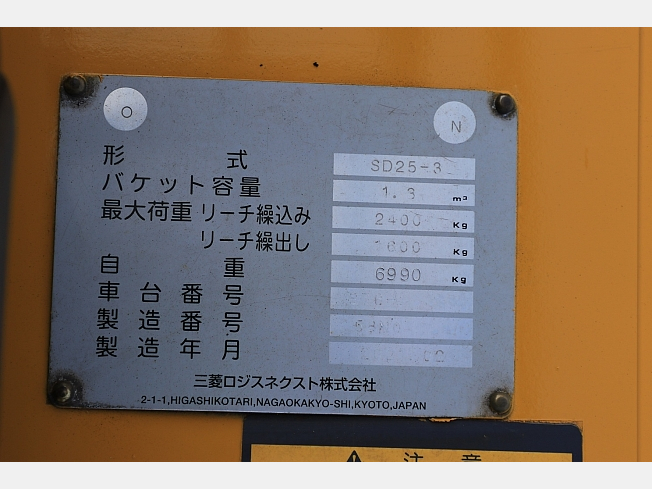 O N
形式 SD25-3
バケット容量 1.3 m³
最大荷重 リーチ繰込み 2400 Kg
リーチ繰出し 1600 Kg
自重 6990 Kg
車台番号
製造番号
製造年月
三菱ロジスネクスト株式会社
2-1-1,HIGASHIKOTARI,NAGAOKAKYO-SHI,KYOTO,JAPAN
注意